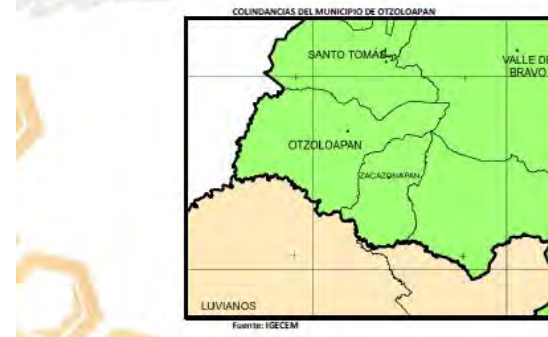 COLINDANCIAS DEL MUNICIPIO DE OTZOLOAPAN
SANTO TOMÁS
VALLE DE
BRAVO
OTZOLOAPAN
ZACAZONAPAN
LUVIANOS
Fuente: IGECEM